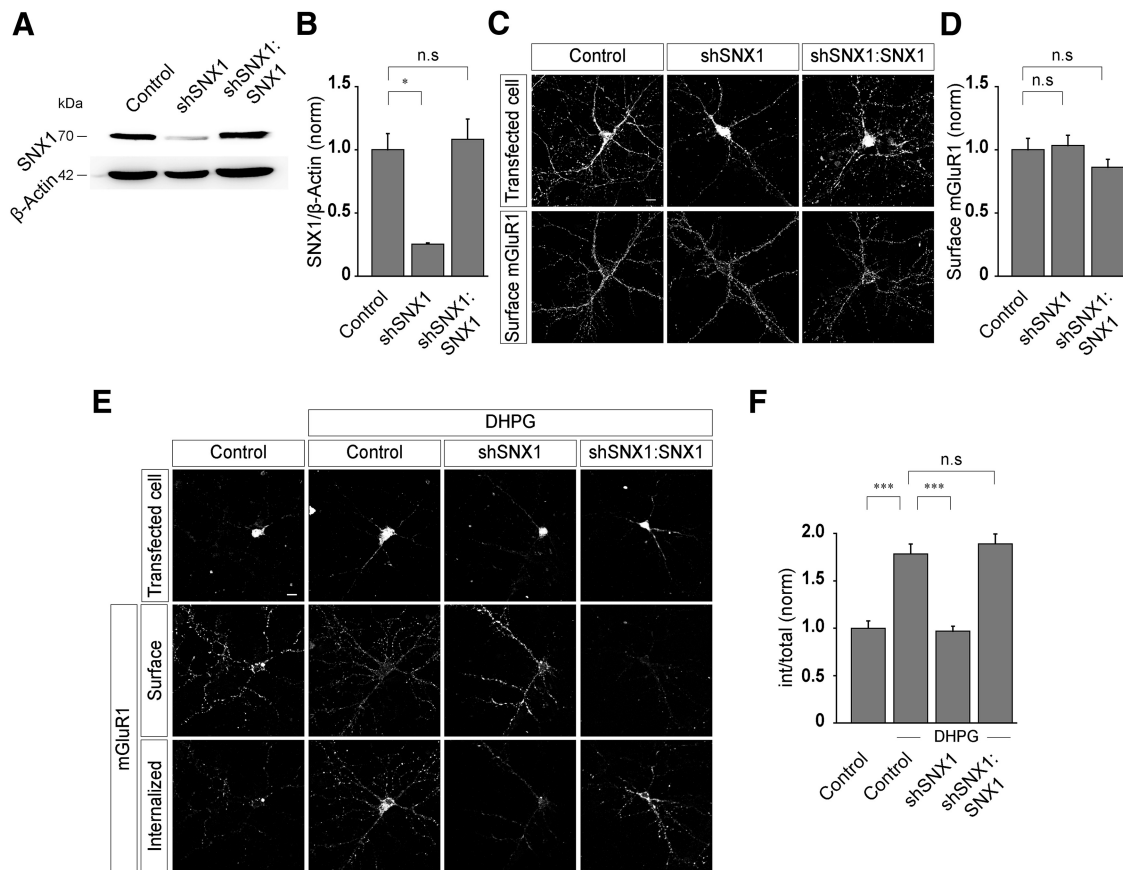 A
kDa
Control
shSNX1
shSNX1:
SNX1
SNX1
70
β-Actin
42
B
n.s
*
SNX1/β-Actin (norm)
1.5
1.0
0.5
0
Control
shSNX1
shSNX1:
SNX1
C
Control
shSNX1
shSNX1:SNX1
Transfected cell
Surface mGluR1
D
n.s
n.s
Surface mGluR1 (norm)
1.5
1.0
0.5
0
Control
shSNX1
shSNX1:
SNX1
E
DHPG
Control
Control
shSNX1
shSNX1:SNX1
Transfected cell
mGluR1
Surface
Internalized
F
n.s
***
***
int/total (norm)
2.0
1.5
1.0
0.5
0
DHPG
Control
Control
shSNX1
shSNX1:
SNX1